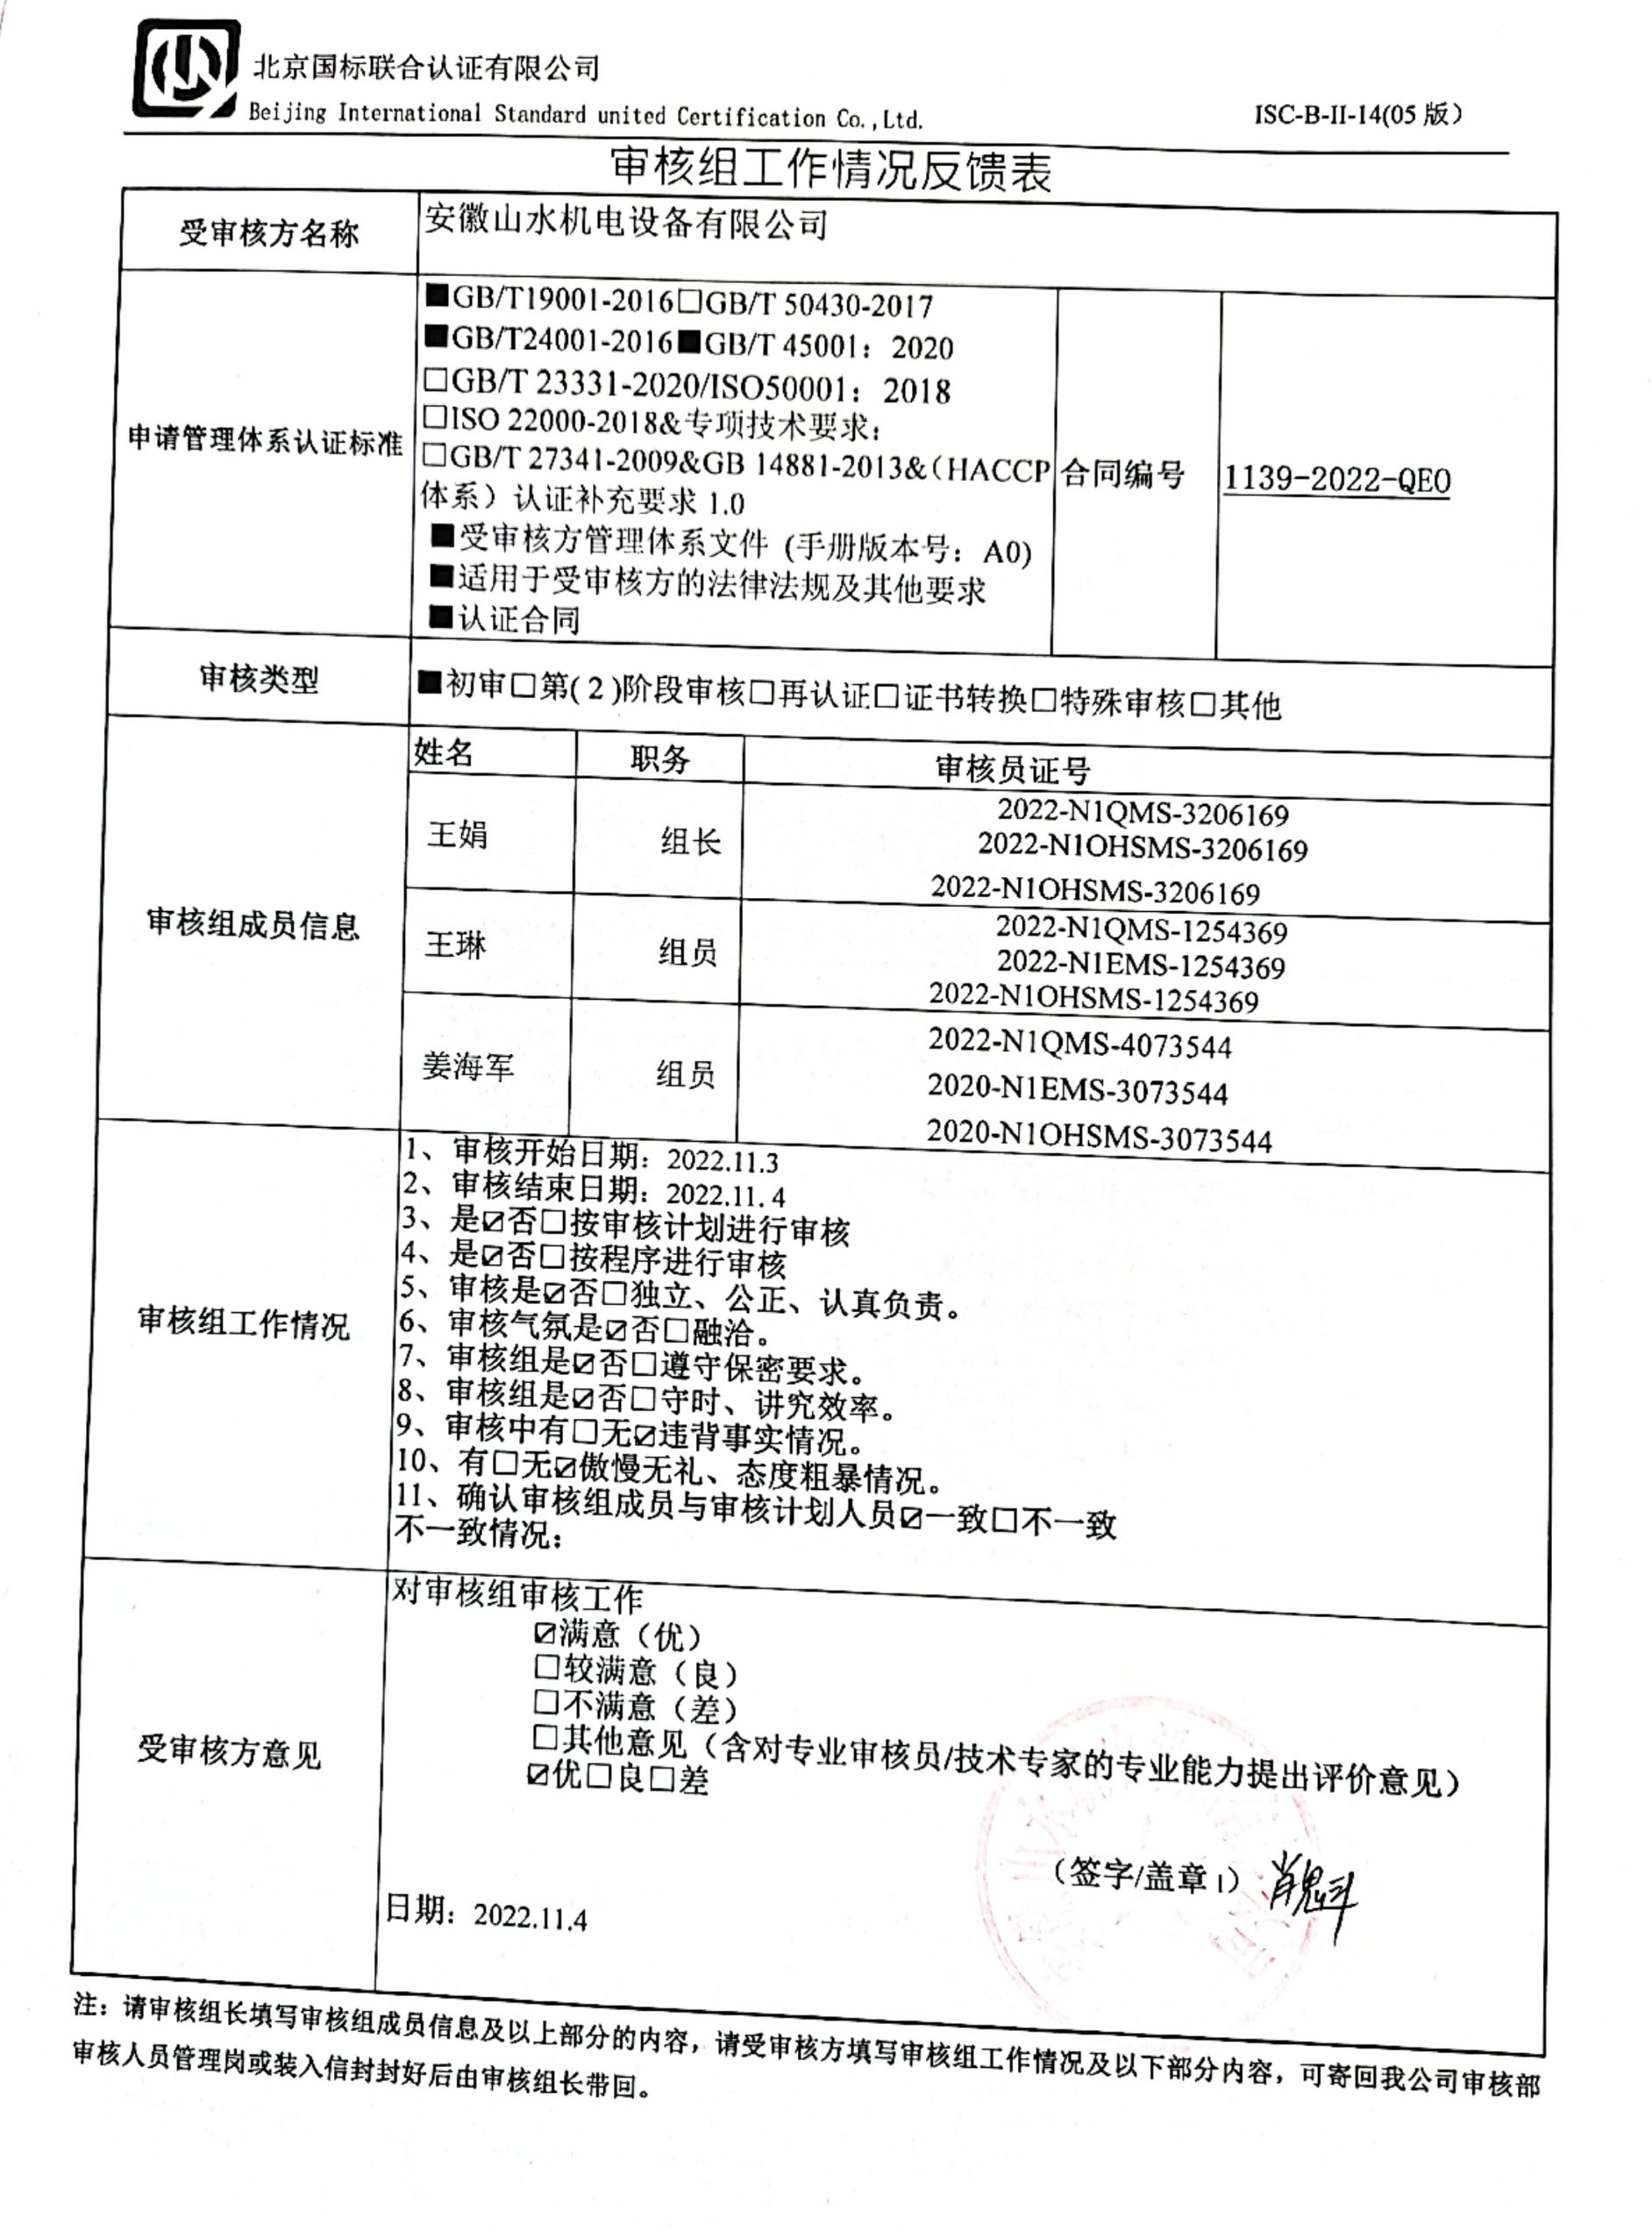 北京国标联合认证有限公司
Beijing International Standard united Certification Co.,Ltd.
ISC-B-II-14(05 版)
审核组工作情况反馈表
受审核方名称
安徽山水机电设备有限公司
申请管理体系认证标准
■GB/T19001-2016□GB/T 50430-2017
■GB/T24001-2016■GB/T 45001：2020
□GB/T 23331-2020/ISO50001：2018
□ISO 22000-2018&专项技术要求；
□GB/T 27341-2009&GB 14881-2013&（HACCP
体系）认证补充要求 1.0
■受审核方管理体系文件 (手册版本号：A0)
■适用于受审核方的法律法规及其他要求
■认证合同
合同编号
1139-2022-QEO
审核类型
■初审□第( 2 )阶段审核□再认证□证书转换□特殊审核□其他
审核组成员信息
姓名 职务 审核员证号
王娟 组长
2022-N1QMS-3206169
2022-N1OHSMS-3206169
2022-N1OHSMS-3206169
王琳 组员
2022-N1QMS-1254369
2022-N1EMS-1254369
2022-N1OHSMS-1254369
姜海军 组员
2022-N1QMS-4073544
2020-N1EMS-3073544
2020-N1OHSMS-3073544
审核组工作情况
1、审核开始日期：2022.11.3
2、审核结束日期：2022.11.4
3、是☑否□按审核计划进行审核
4、是☑否□按程序进行审核
5、审核是☑否□独立、公正、认真负责。
6、审核气氛是☑否□融洽。
7、审核组是☑否□遵守保密要求。
8、审核组是☑否□守时、讲究效率。
9、审核中有□无☑违背事实情况。
10、有□无☑傲慢无礼、态度粗暴情况。
11、确认审核组成员与审核计划人员☑一致□不一致
不一致情况：
受审核方意见
对审核组审核工作
☑满意（优）
□较满意（良）
□不满意（差）
□其他意见（含对专业审核员/技术专家的专业能力提出评价意见）
☑优□良□差
（签字/盖章）
日期：2022.11.4
注：请审核组长填写审核组成员信息及以上部分的内容，请受审核方填写审核组工作情况及以下部分内容，可寄回我公司审核部
审核人员管理岗或装入信封封好后由审核组长带回。